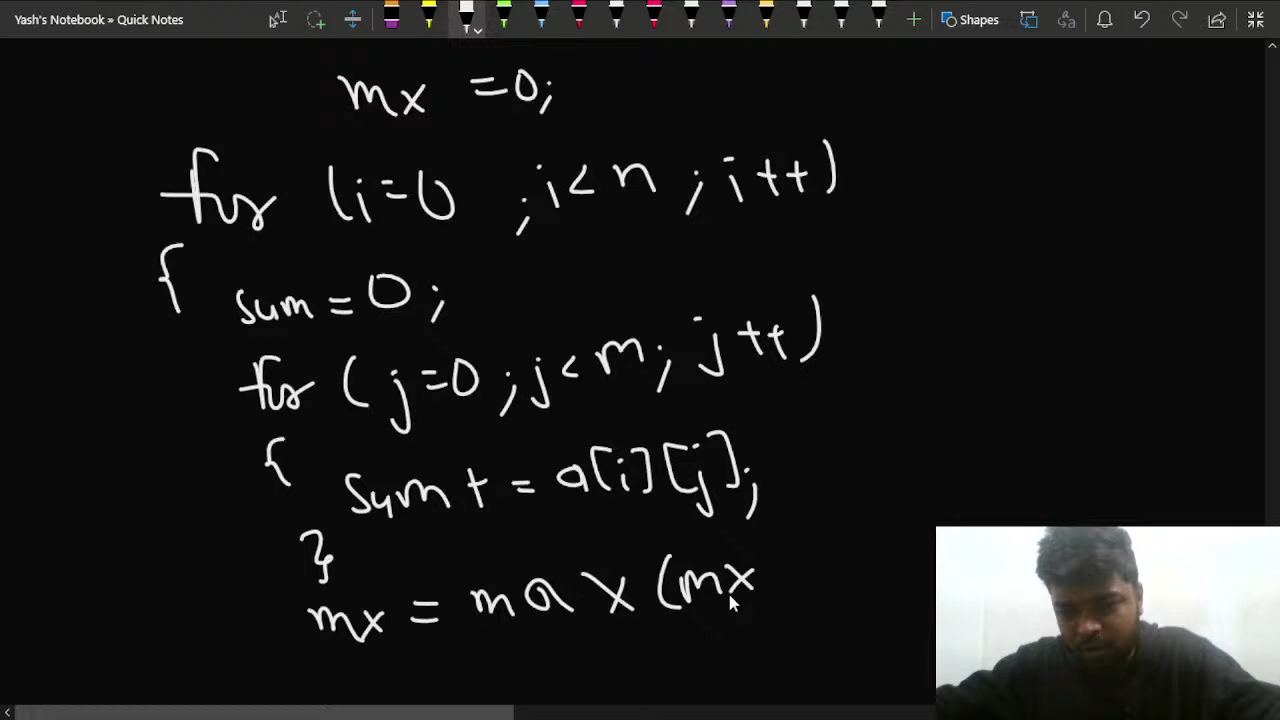 Yash's Notebook » Quick Notes
Shapes
mx =0;
for (i=0 ;i<n ; i++)
{ sum = 0;
for (j=0 ; j<m; j++)
{ sum += a[i][j];
}
mx = max (mx